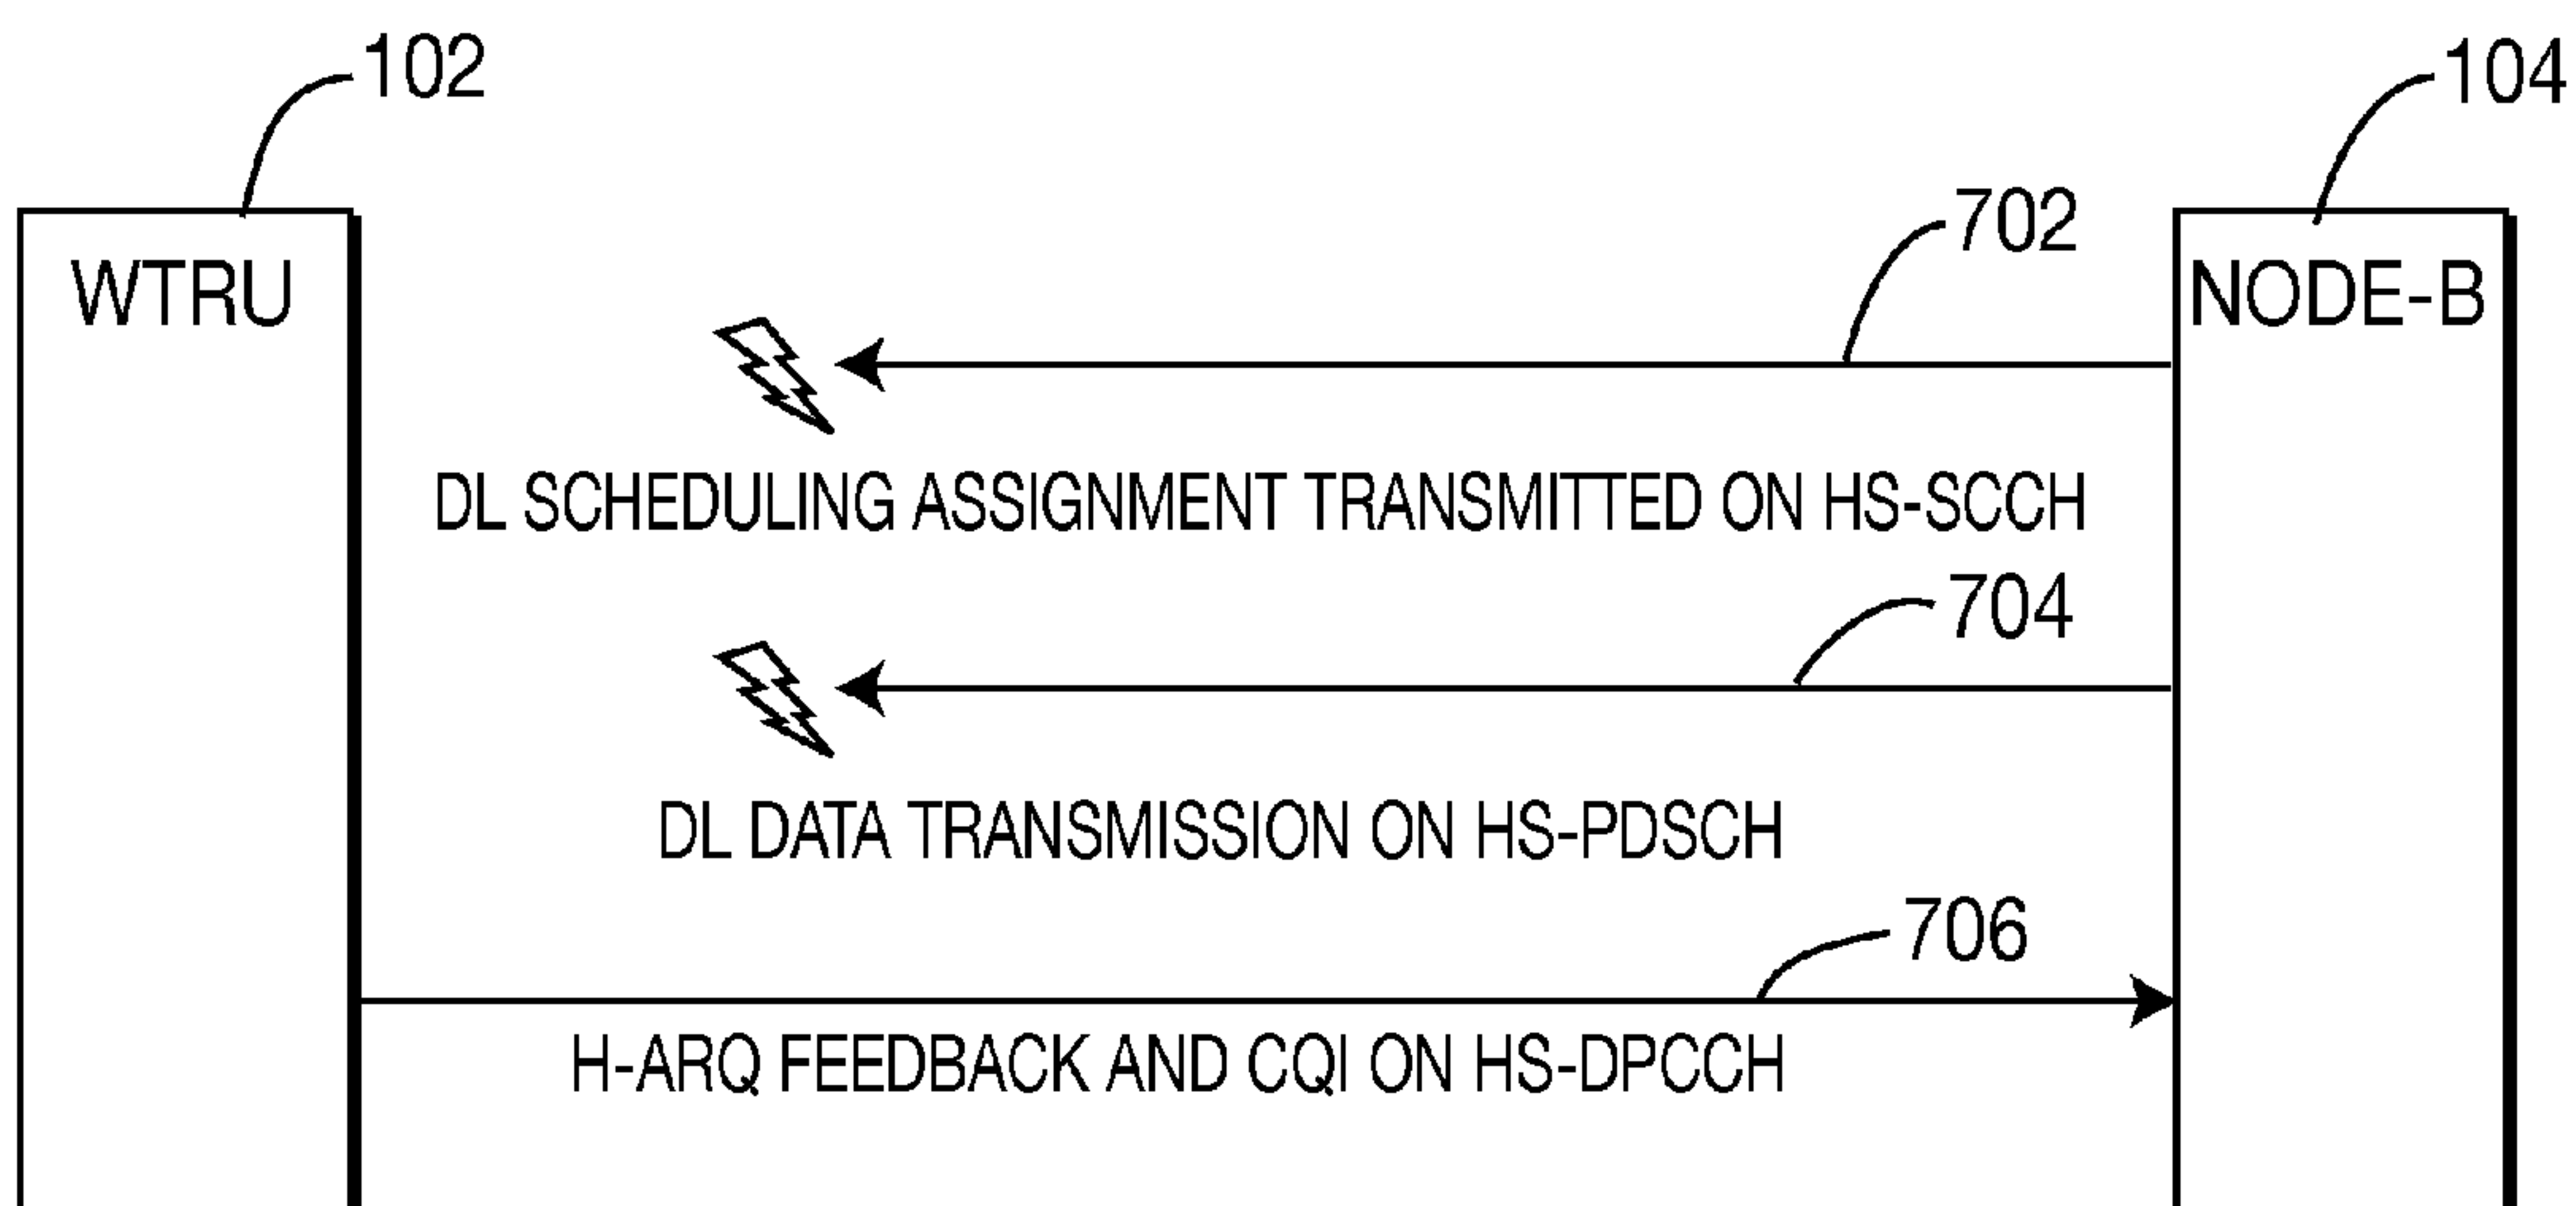 102
104
702
WTRU
NODE-B
DL SCHEDULING ASSIGNMENT TRANSMITTED ON HS-SCCH
704
DL DATA TRANSMISSION ON HS-PDSCH
706
H-ARQ FEEDBACK AND CQI ON HS-DPCCH